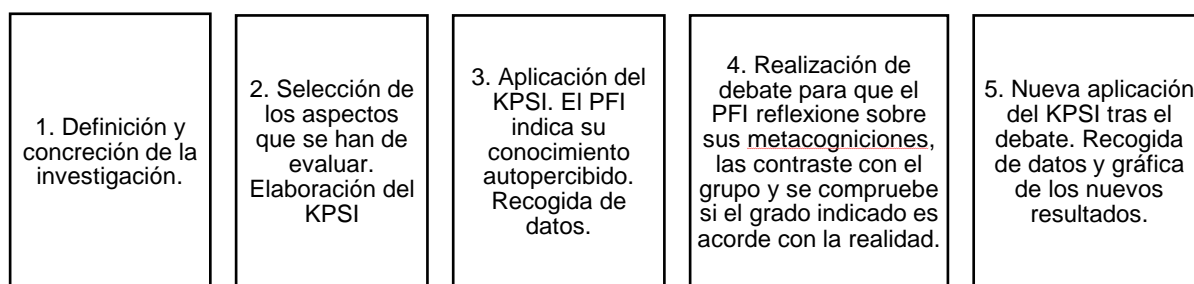 1. Definición y
concreción de la
investigación.
2. Selección de
los aspectos
que se han de
evaluar.
Elaboración del
KPSI
3. Aplicación del
KPSI. El PFI
indica su
conocimiento
autopercibido.
Recogida de
datos.
4. Realización de
debate para que el
PFI reflexione sobre
sus metacogniciones,
las contraste con el
grupo y se compruebe
si el grado indicado es
acorde con la realidad.
5. Nueva aplicación
del KPSI tras el
debate. Recogida
de datos y gráfica
de los nuevos
resultados.